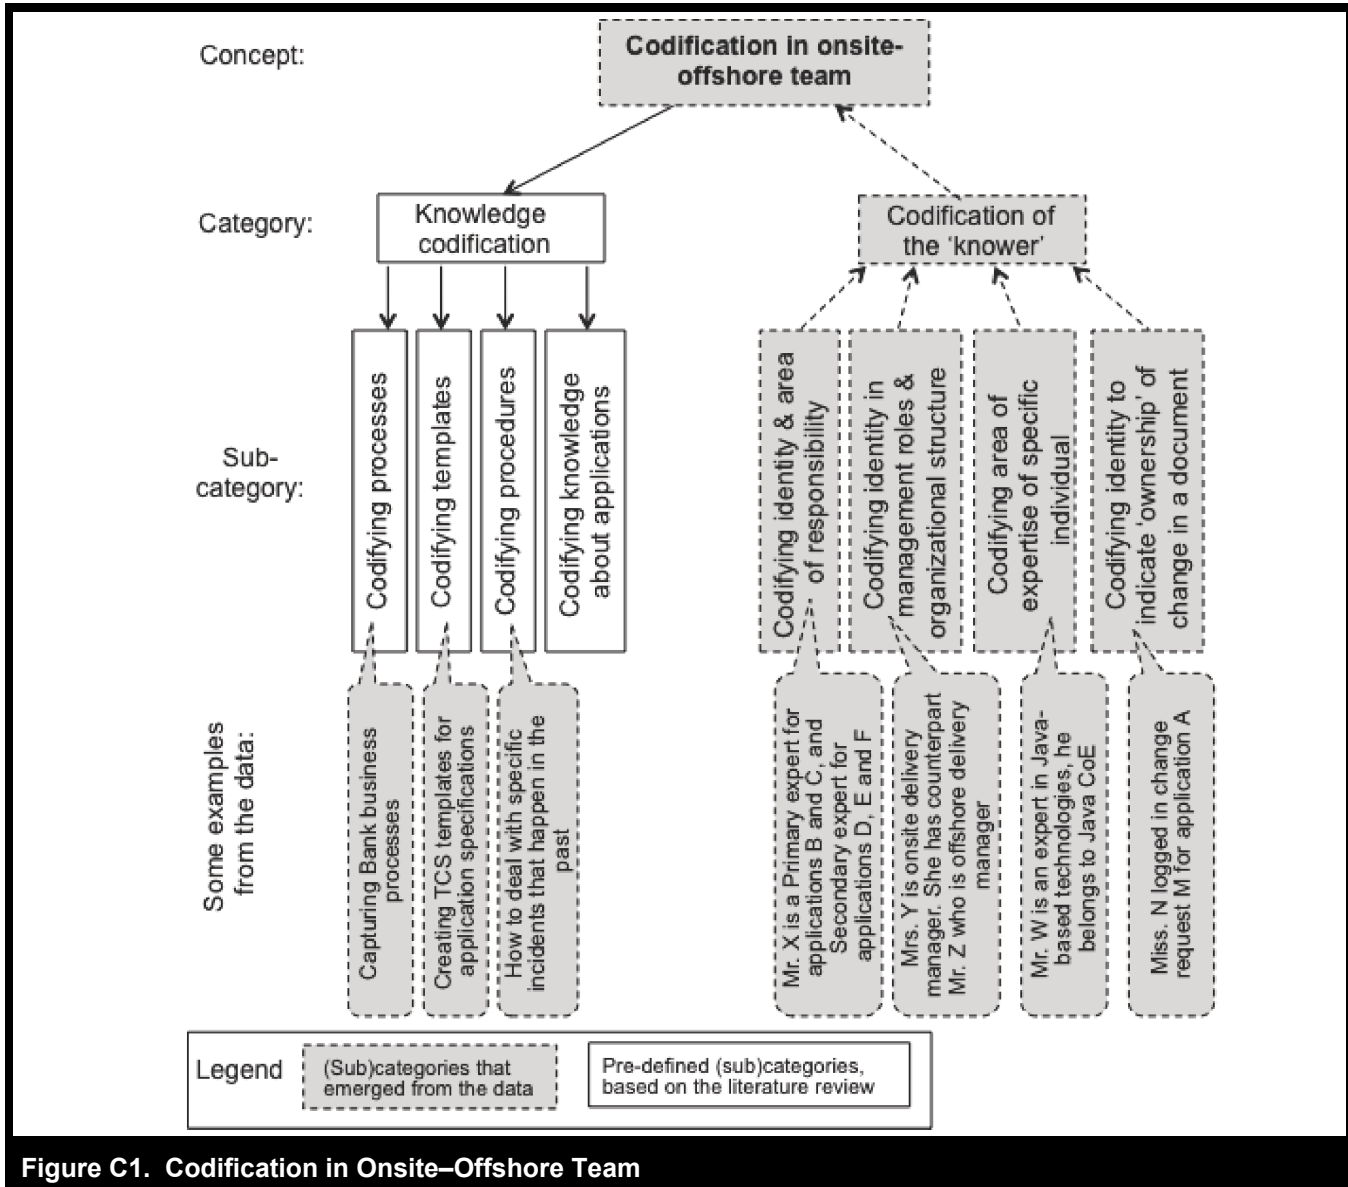 Concept:
Codification in onsite-
offshore team
Category:
Knowledge
codification
Codification of
the ‘knower’
Sub-
category:
Codifying processes
Codifying templates
Codifying procedures
Codifying knowledge
about applications
Codifying identity & area
of responsibility
Codifying identity in
management roles &
organizational structure
Codifying area of
expertise of specific
individual
Codifying identity to
indicate ‘ownership’ of
change in a document
Some examples
from the data:
Capturing Bank business
processes
Creating TCS templates for
application specifications
How to deal with specific
incidents that happen in the
past
Mr. X is a Primary expert for
applications B and C, and
Secondary expert for
applications D, E and F
Mrs. Y is onsite delivery
manager. She has counterpart
Mr. Z who is offshore delivery
manager
Mr. W is an expert in Java-
based technologies, he
belongs to Java CoE
Miss. N logged in change
request M for application A
Legend
(Sub)categories that
emerged from the data
Pre-defined (sub)categories,
based on the literature review
Figure C1. Codification in Onsite–Offshore Team